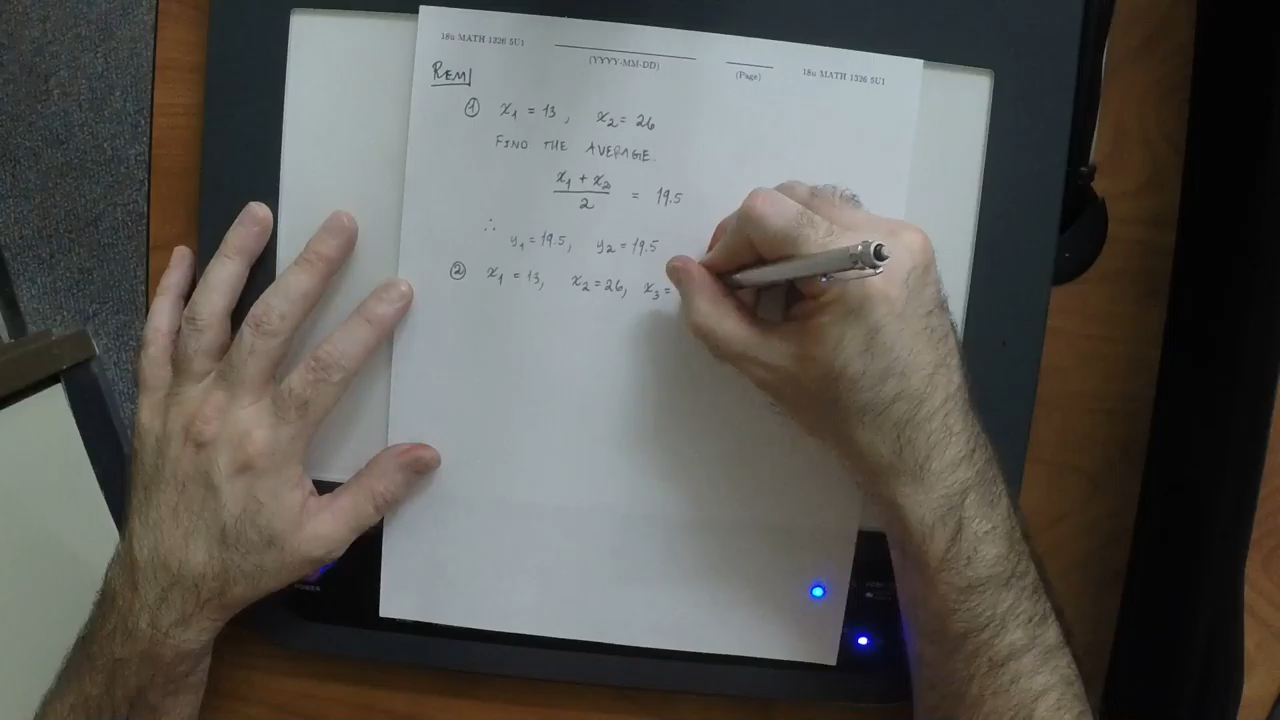 18u MATH 1326 5U1
(YYYY-MM-DD)
(Page)
18u MATH 1326 5U1
REM
① x₁ = 13, x₂ = 26
FIND THE AVERAGE.
x₁ + x₂
2
= 19.5
∴
y₁ = 19.5, y₂ = 19.5
② x₁ = 13, x₂ = 26, x₃ =
POWER